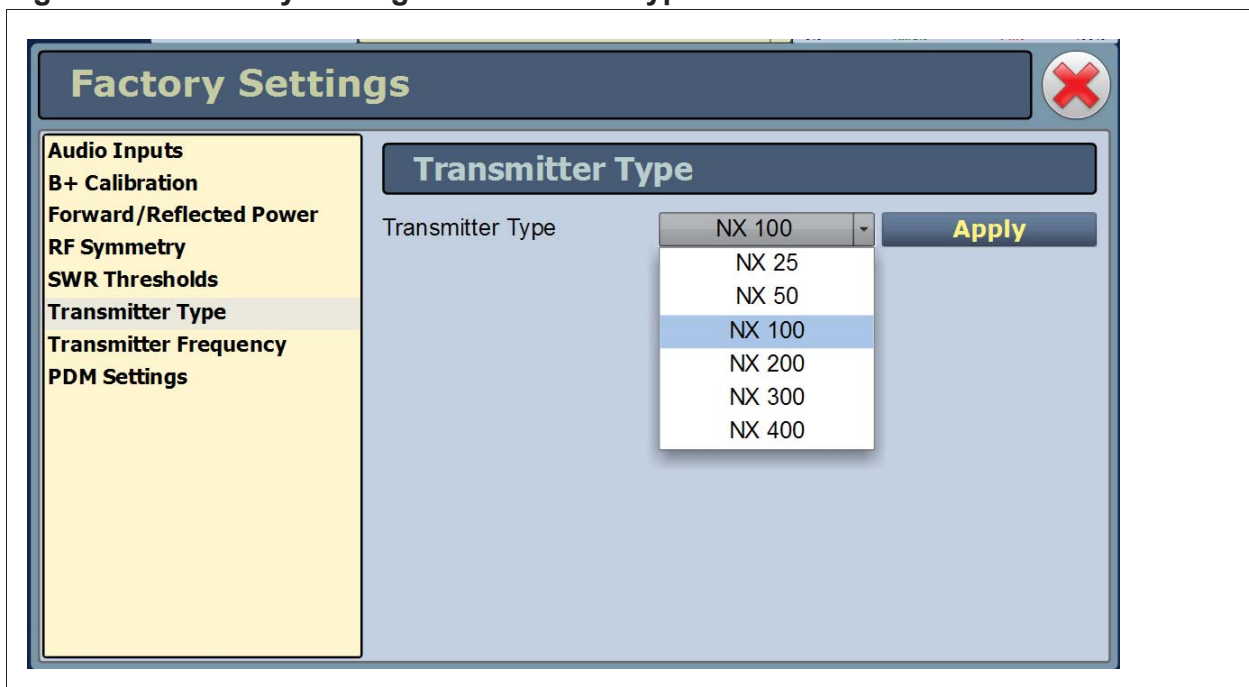 Factory Settings
Audio Inputs
B+ Calibration
Forward/Reflected Power
RF Symmetry
SWR Thresholds
Transmitter Type
Transmitter Frequency
PDM Settings
Transmitter Type
Transmitter Type
NX 100
Apply
NX 25
NX 50
NX 100
NX 200
NX 300
NX 400